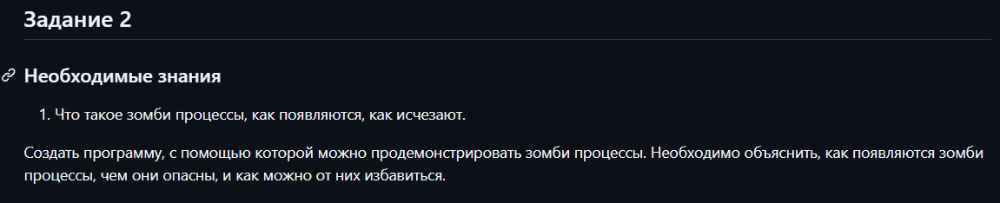 Задание 2
Необходимые знания
1. Что такое зомби процессы, как появляются, как исчезают.
Создать программу, с помощью которой можно продемонстрировать зомби процессы. Необходимо объяснить, как появляются зомби
процессы, чем они опасны, и как можно от них избавиться.